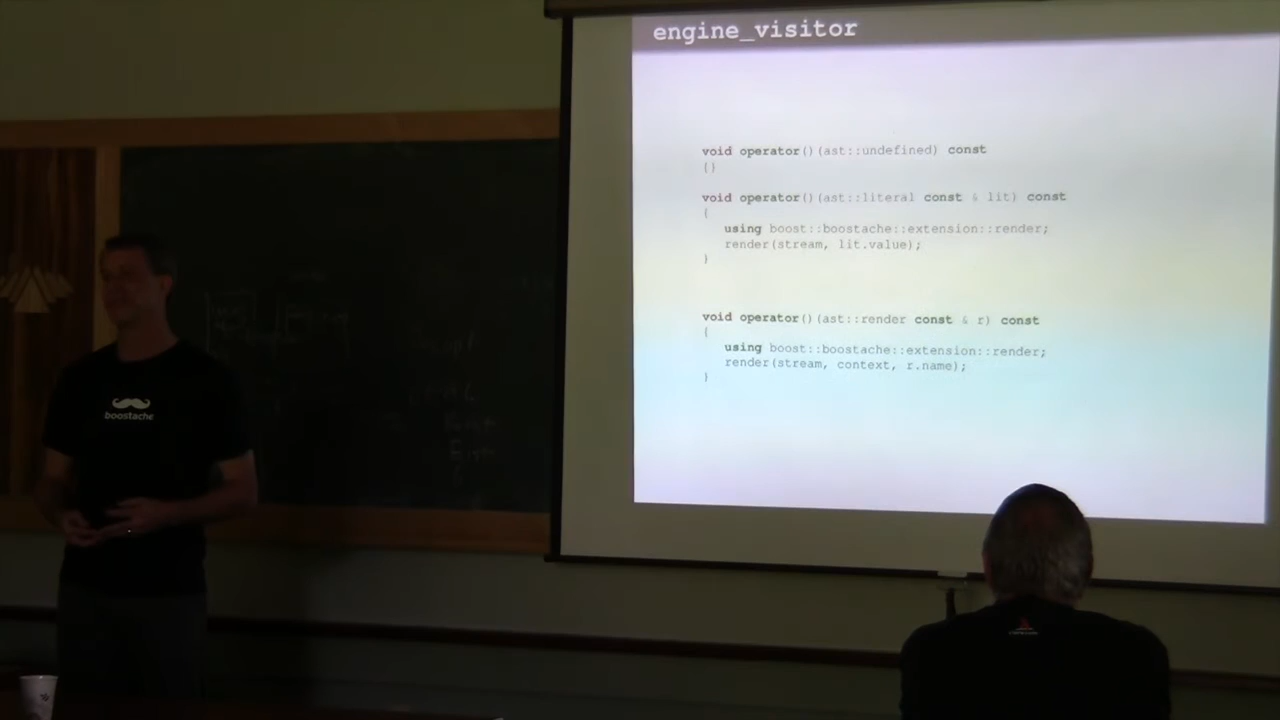 engine_visitor
void operator()(ast::undefined) const
{}
void operator()(ast::literal const & lit) const
{
using boost::boostache::extension::render;
render(stream, lit.value);
}
void operator()(ast::render const & r) const
{
using boost::boostache::extension::render;
render(stream, context, r.name);
}
boostache